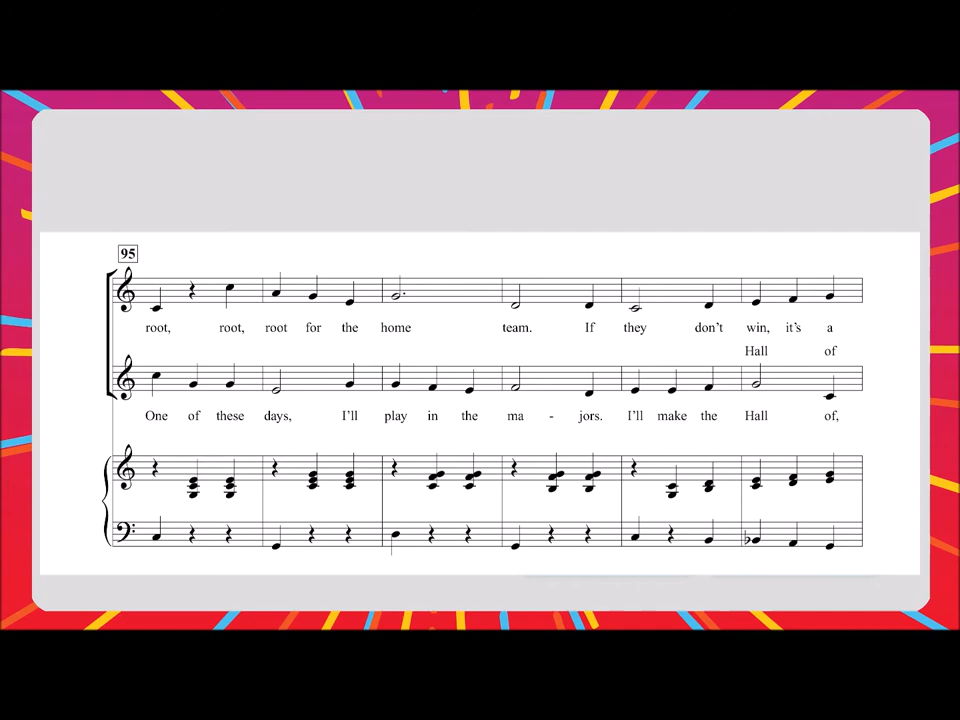 95
root, root, root for the home team. If they don't win, it's a
Hall of
One of these days, I'll play in the ma - jors. I'll make the Hall of,